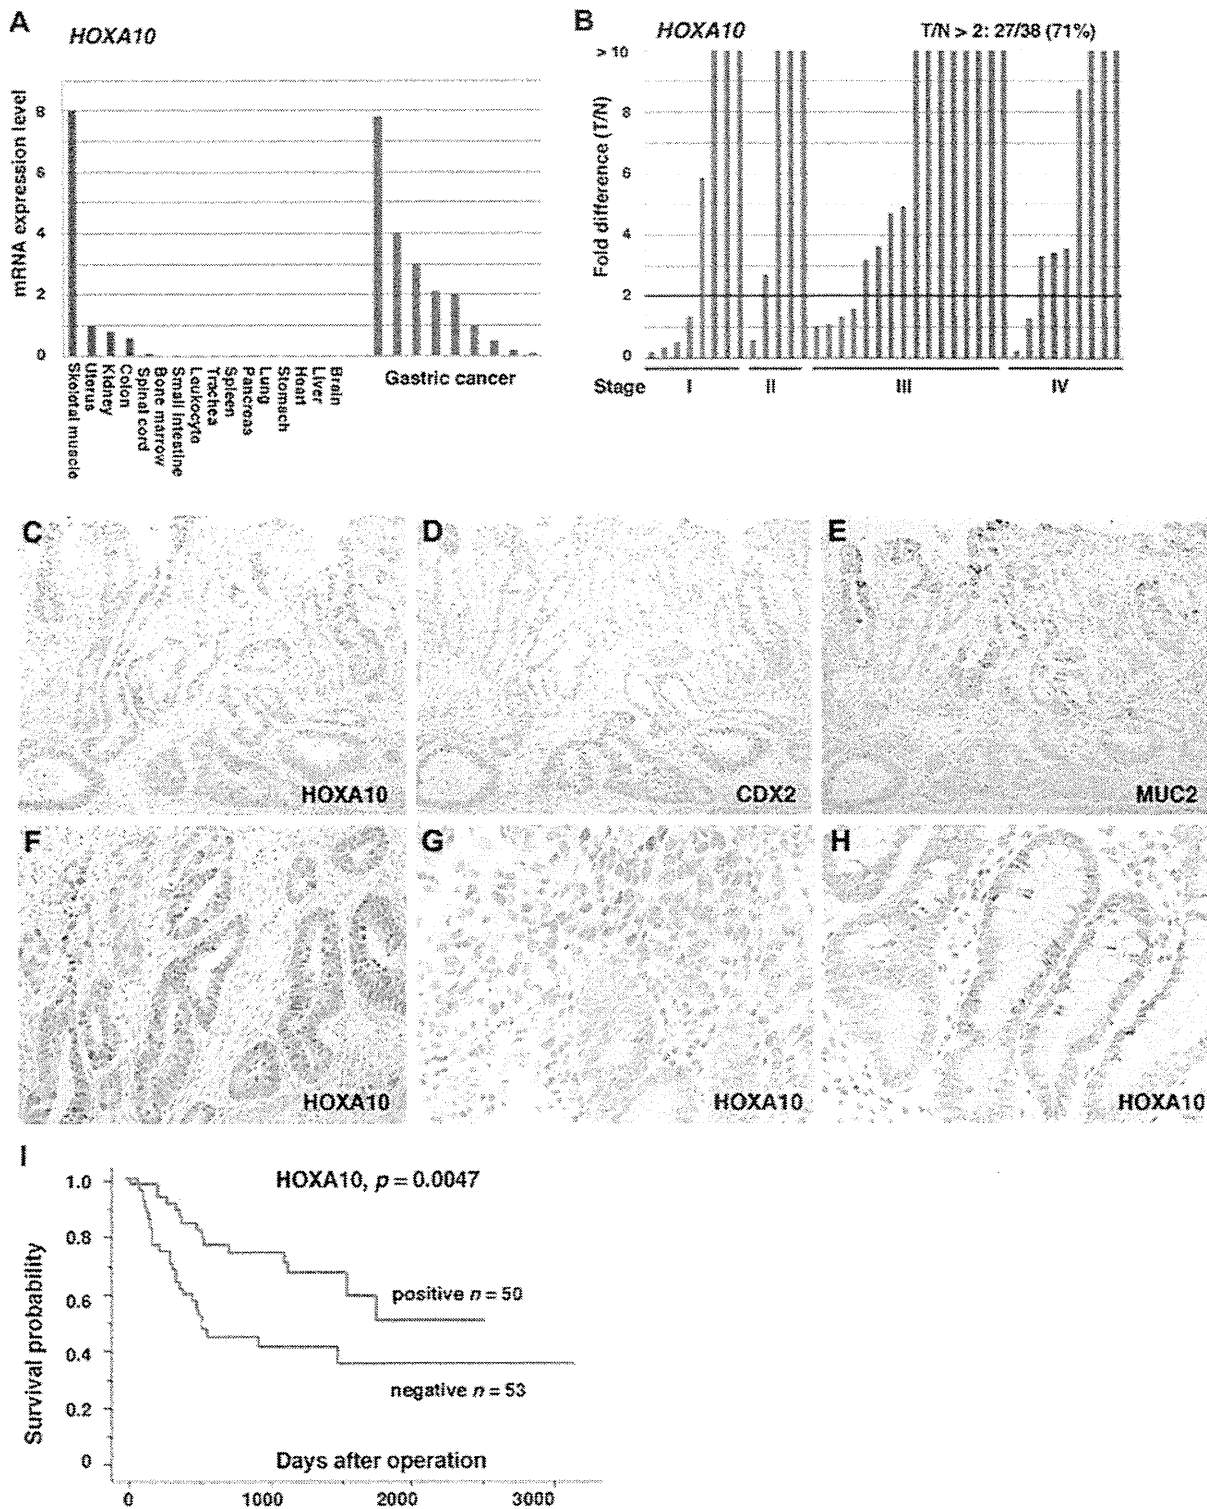 A
HOXA10
mRNA expression level
8
6
4
2
0
Skeletal muscle
Uterus
Kidney
Colon
Spinal cord
Bone marrow
Small intestine
Leukocyte
Trachea
Spleen
Pancreas
Lung
Stomach
Heart
Liver
Brain
Gastric cancer
B
HOXA10
T/N > 2: 27/38 (71%)
Fold difference (T/N)
> 10
8
6
4
2
0
Stage
I
II
III
IV
C
HOXA10
D
CDX2
E
MUC2
F
HOXA10
G
HOXA10
H
HOXA10
I
HOXA10, p = 0.0047
Survival probability
1.0
0.8
0.6
0.4
0.2
0
positive n = 50
negative n = 53
Days after operation
0
1000
2000
3000